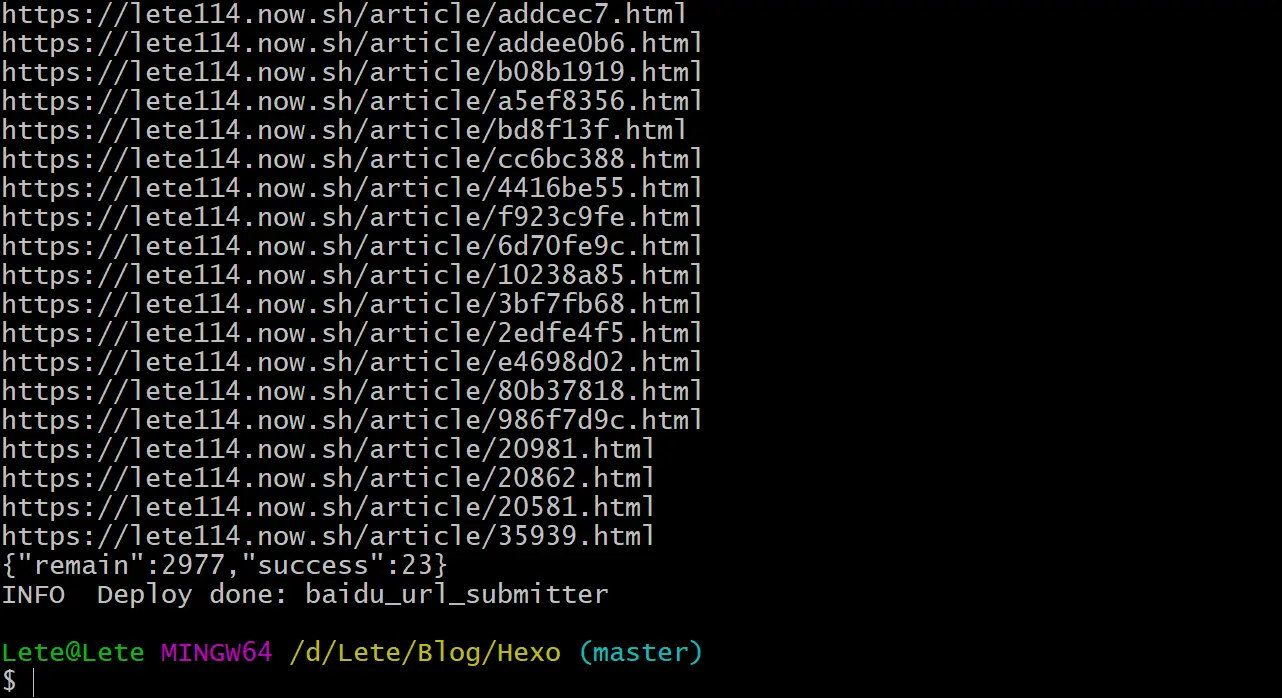 https://lete114.now.sh/article/addcec7.html
https://lete114.now.sh/article/addee0b6.html
https://lete114.now.sh/article/b08b1919.html
https://lete114.now.sh/article/a5ef8356.html
https://lete114.now.sh/article/bd8f13f.html
https://lete114.now.sh/article/cc6bc388.html
https://lete114.now.sh/article/4416be55.html
https://lete114.now.sh/article/f923c9fe.html
https://lete114.now.sh/article/6d70fe9c.html
https://lete114.now.sh/article/10238a85.html
https://lete114.now.sh/article/3bf7fb68.html
https://lete114.now.sh/article/2edfe4f5.html
https://lete114.now.sh/article/e4698d02.html
https://lete114.now.sh/article/80b37818.html
https://lete114.now.sh/article/986f7d9c.html
https://lete114.now.sh/article/20981.html
https://lete114.now.sh/article/20862.html
https://lete114.now.sh/article/20581.html
https://lete114.now.sh/article/35939.html
{"remain":2977,"success":23}
INFO  Deploy done: baidu_url_submitter
Lete@Lete MINGW64 /d/Lete/Blog/Hexo (master)
$